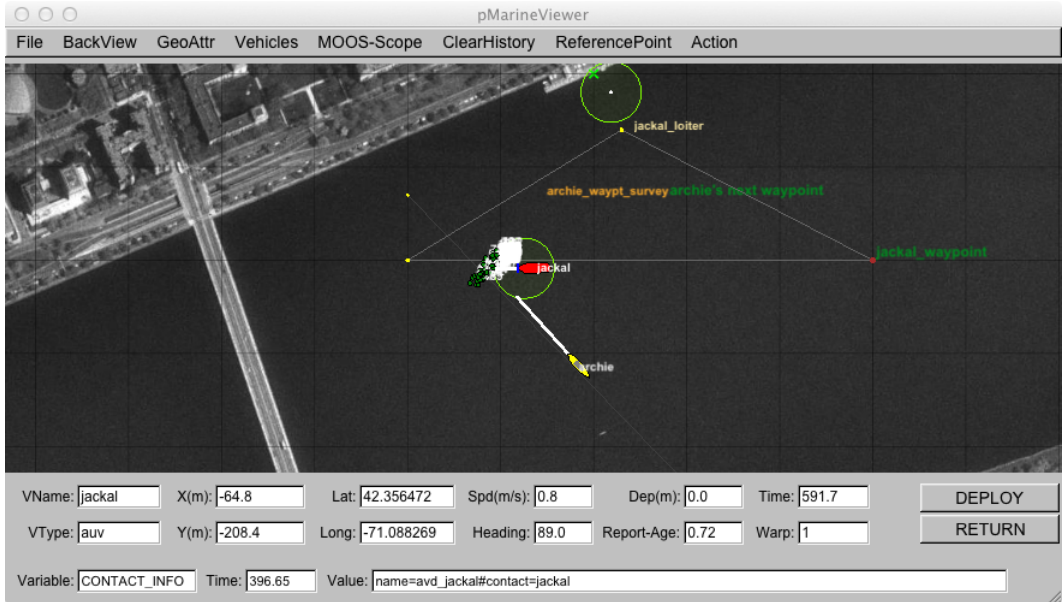 pMarineViewer
File BackView GeoAttr Vehicles MOOS-Scope ClearHistory ReferencePoint Action
jackal_loiter
archie_waypt_survey archie's next waypoint
jackal_waypoint
jackal
archie
VName: jackal X(m): -64.8 Lat: 42.356472 Spd(m/s): 0.8 Dep(m): 0.0 Time: 591.7 DEPLOY
VType: auv Y(m): -208.4 Long: -71.088269 Heading: 89.0 Report-Age: 0.72 Warp: 1 RETURN
Variable: CONTACT_INFO Time: 396.65 Value: name=avd_jackal#contact=jackal